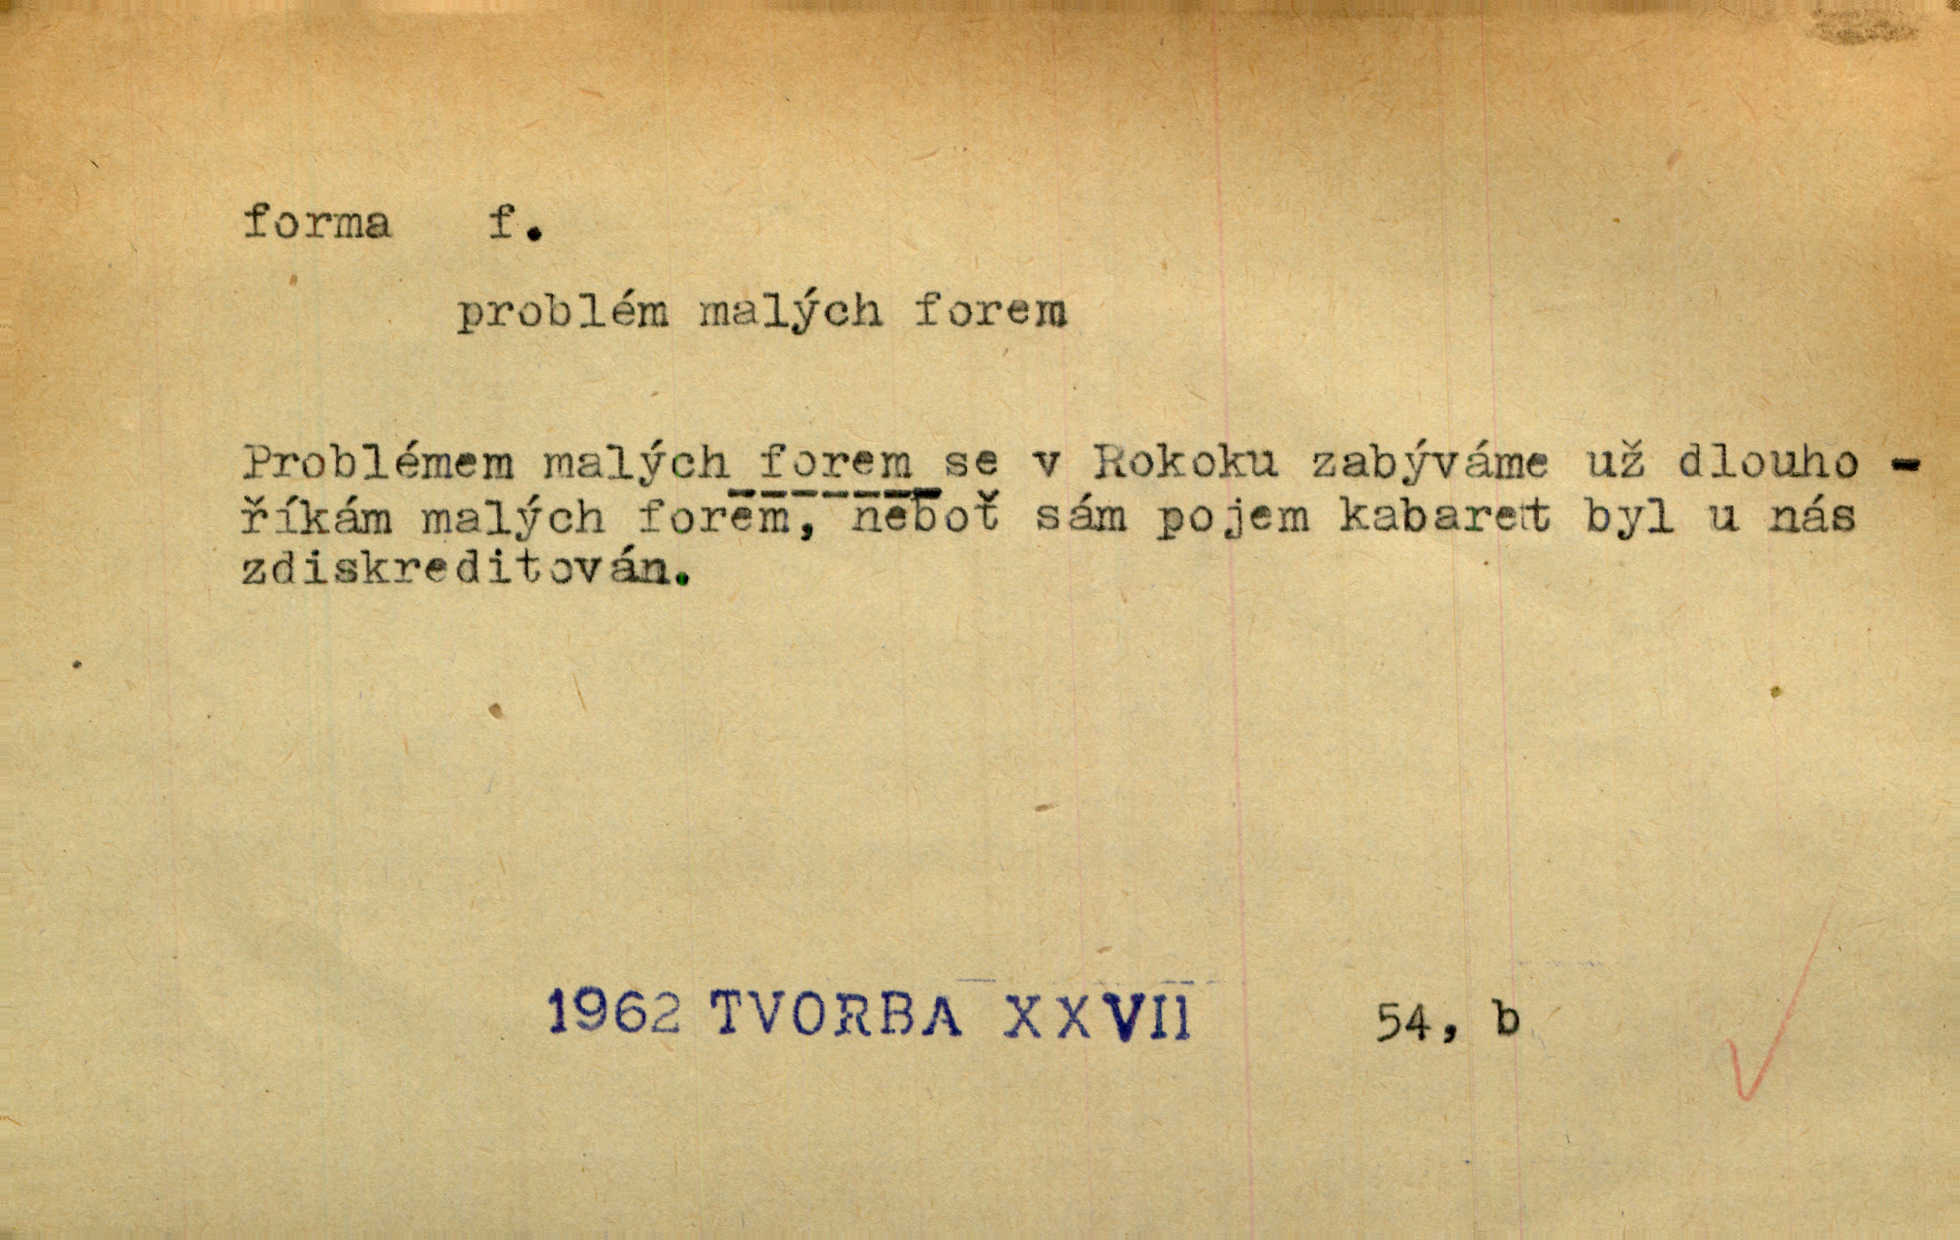 forma f.
problém malých forem
Problémem malých forem se v Rokoku zabýváme už dlouho -
říkám malých forem, neboť sám pojem kabaret byl u nás
zdiskreditován.
1962 TVORBA XXVII 54, b